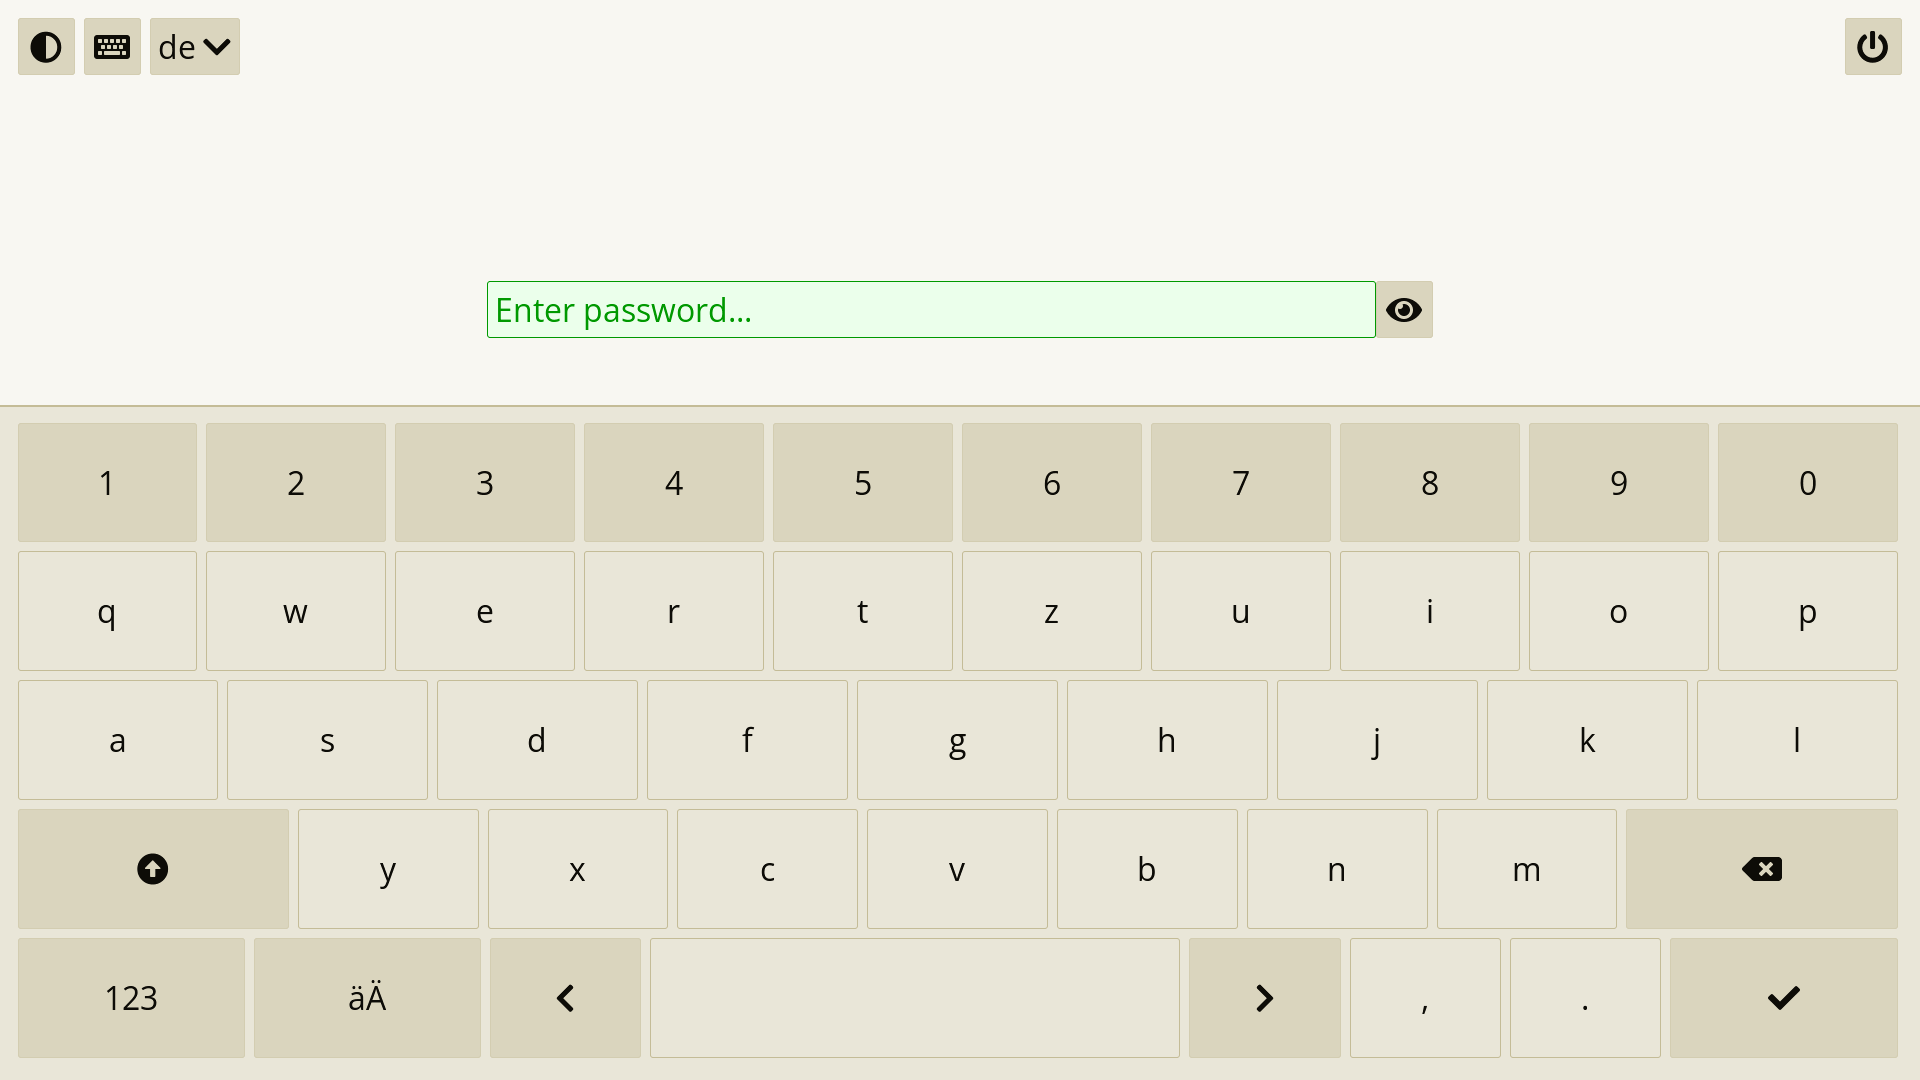 de
Enter password...
1 2 3 4 5 6 7 8 9 0
q w e r t z u i o p
a s d f g h j k l
y x c v b n m
123 äÄ , .